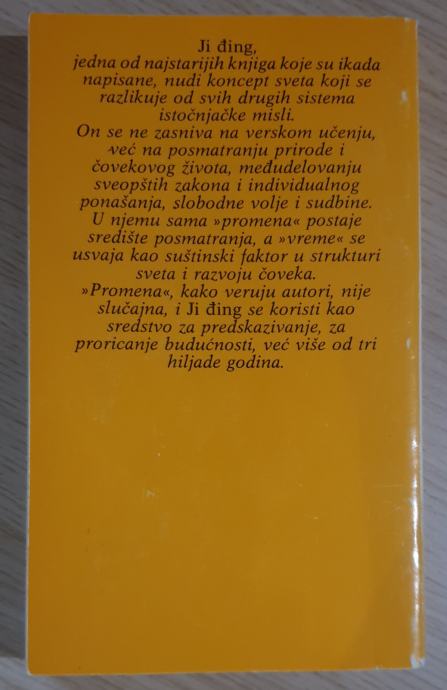 Ji đing,
jedna od najstarijih knjiga koje su ikada
napisane, nudi koncept sveta koji se
razlikuje od svih drugih sistema
istočnjačke misli.
On se ne zasniva na verskom učenju,
već na posmatranju prirode i
čovekovog života, međudelovanju
sveopštih zakona i individualnog
ponašanja, slobodne volje i sudbine.
U njemu sama »promena« postaje
središte posmatranja, a »vreme« se
usvaja kao suštinski faktor u strukturi
sveta i razvoju čoveka.
»Promena«, kako veruju autori, nije
slučajna, i Ji đing se koristi kao
sredstvo za predskazivanje, za
proricanje budućnosti, već više od tri
hiljade godina.